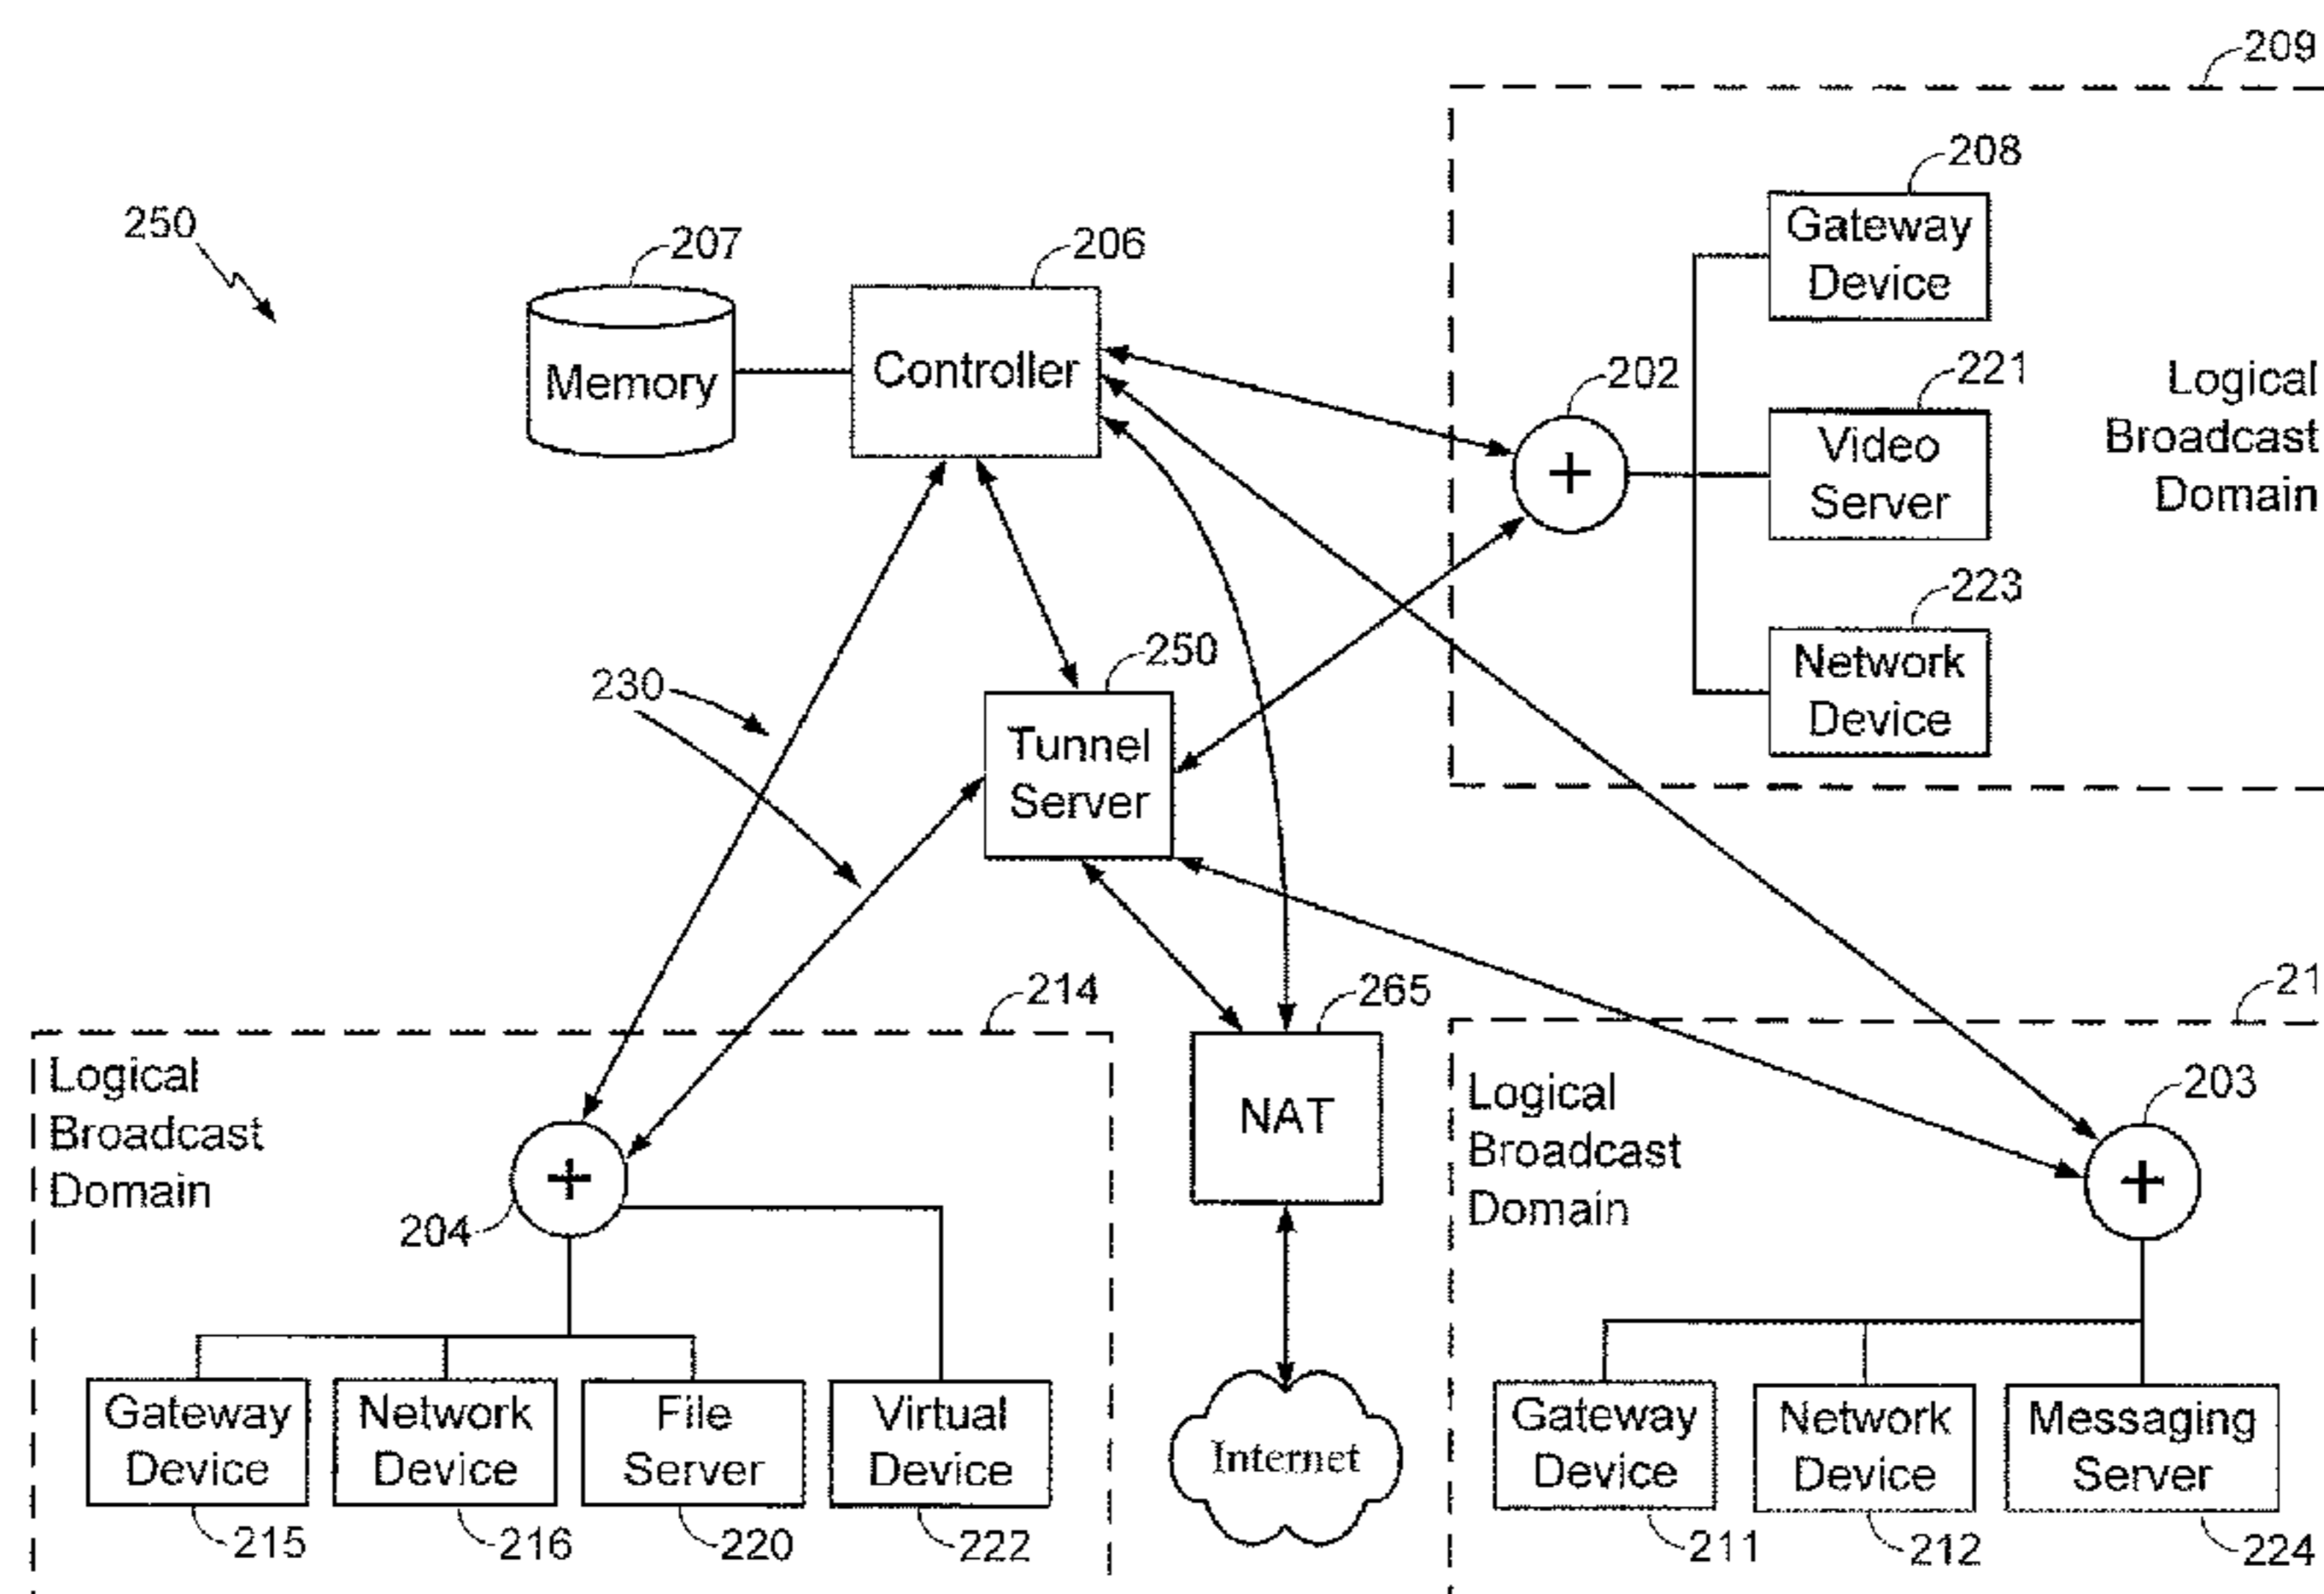 209
208
Gateway
Device
250
207
206
Memory
Controller
202
+
221
Video
Server
Logical
Broadcast
Domain
223
Network
Device
230
250
Tunnel
Server
214
265
21
Logical
Broadcast
Domain
+
204
NAT
Logical
Broadcast
Domain
203
+
Gateway
Device
Network
Device
File
Server
Virtual
Device
Internet
Gateway
Device
Network
Device
Messaging
Server
215
216
220
222
211
212
224